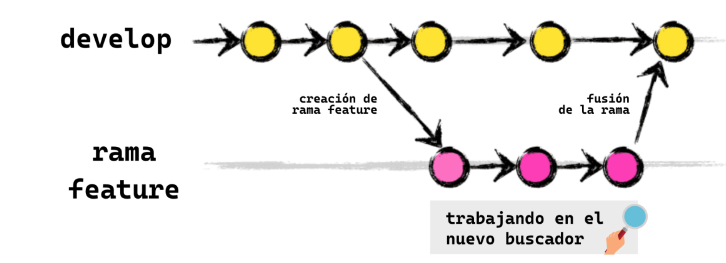 develop
creación de
rama feature
fusión
de la rama
rama
feature
trabajando en el
nuevo buscador